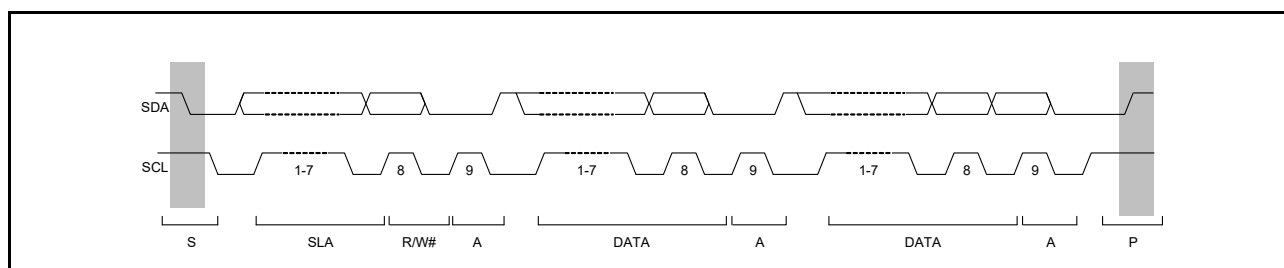 SDA
SCL 1-7 8 9 1-7 8 9 1-7 8 9
S SLA R/W# A DATA A DATA A P